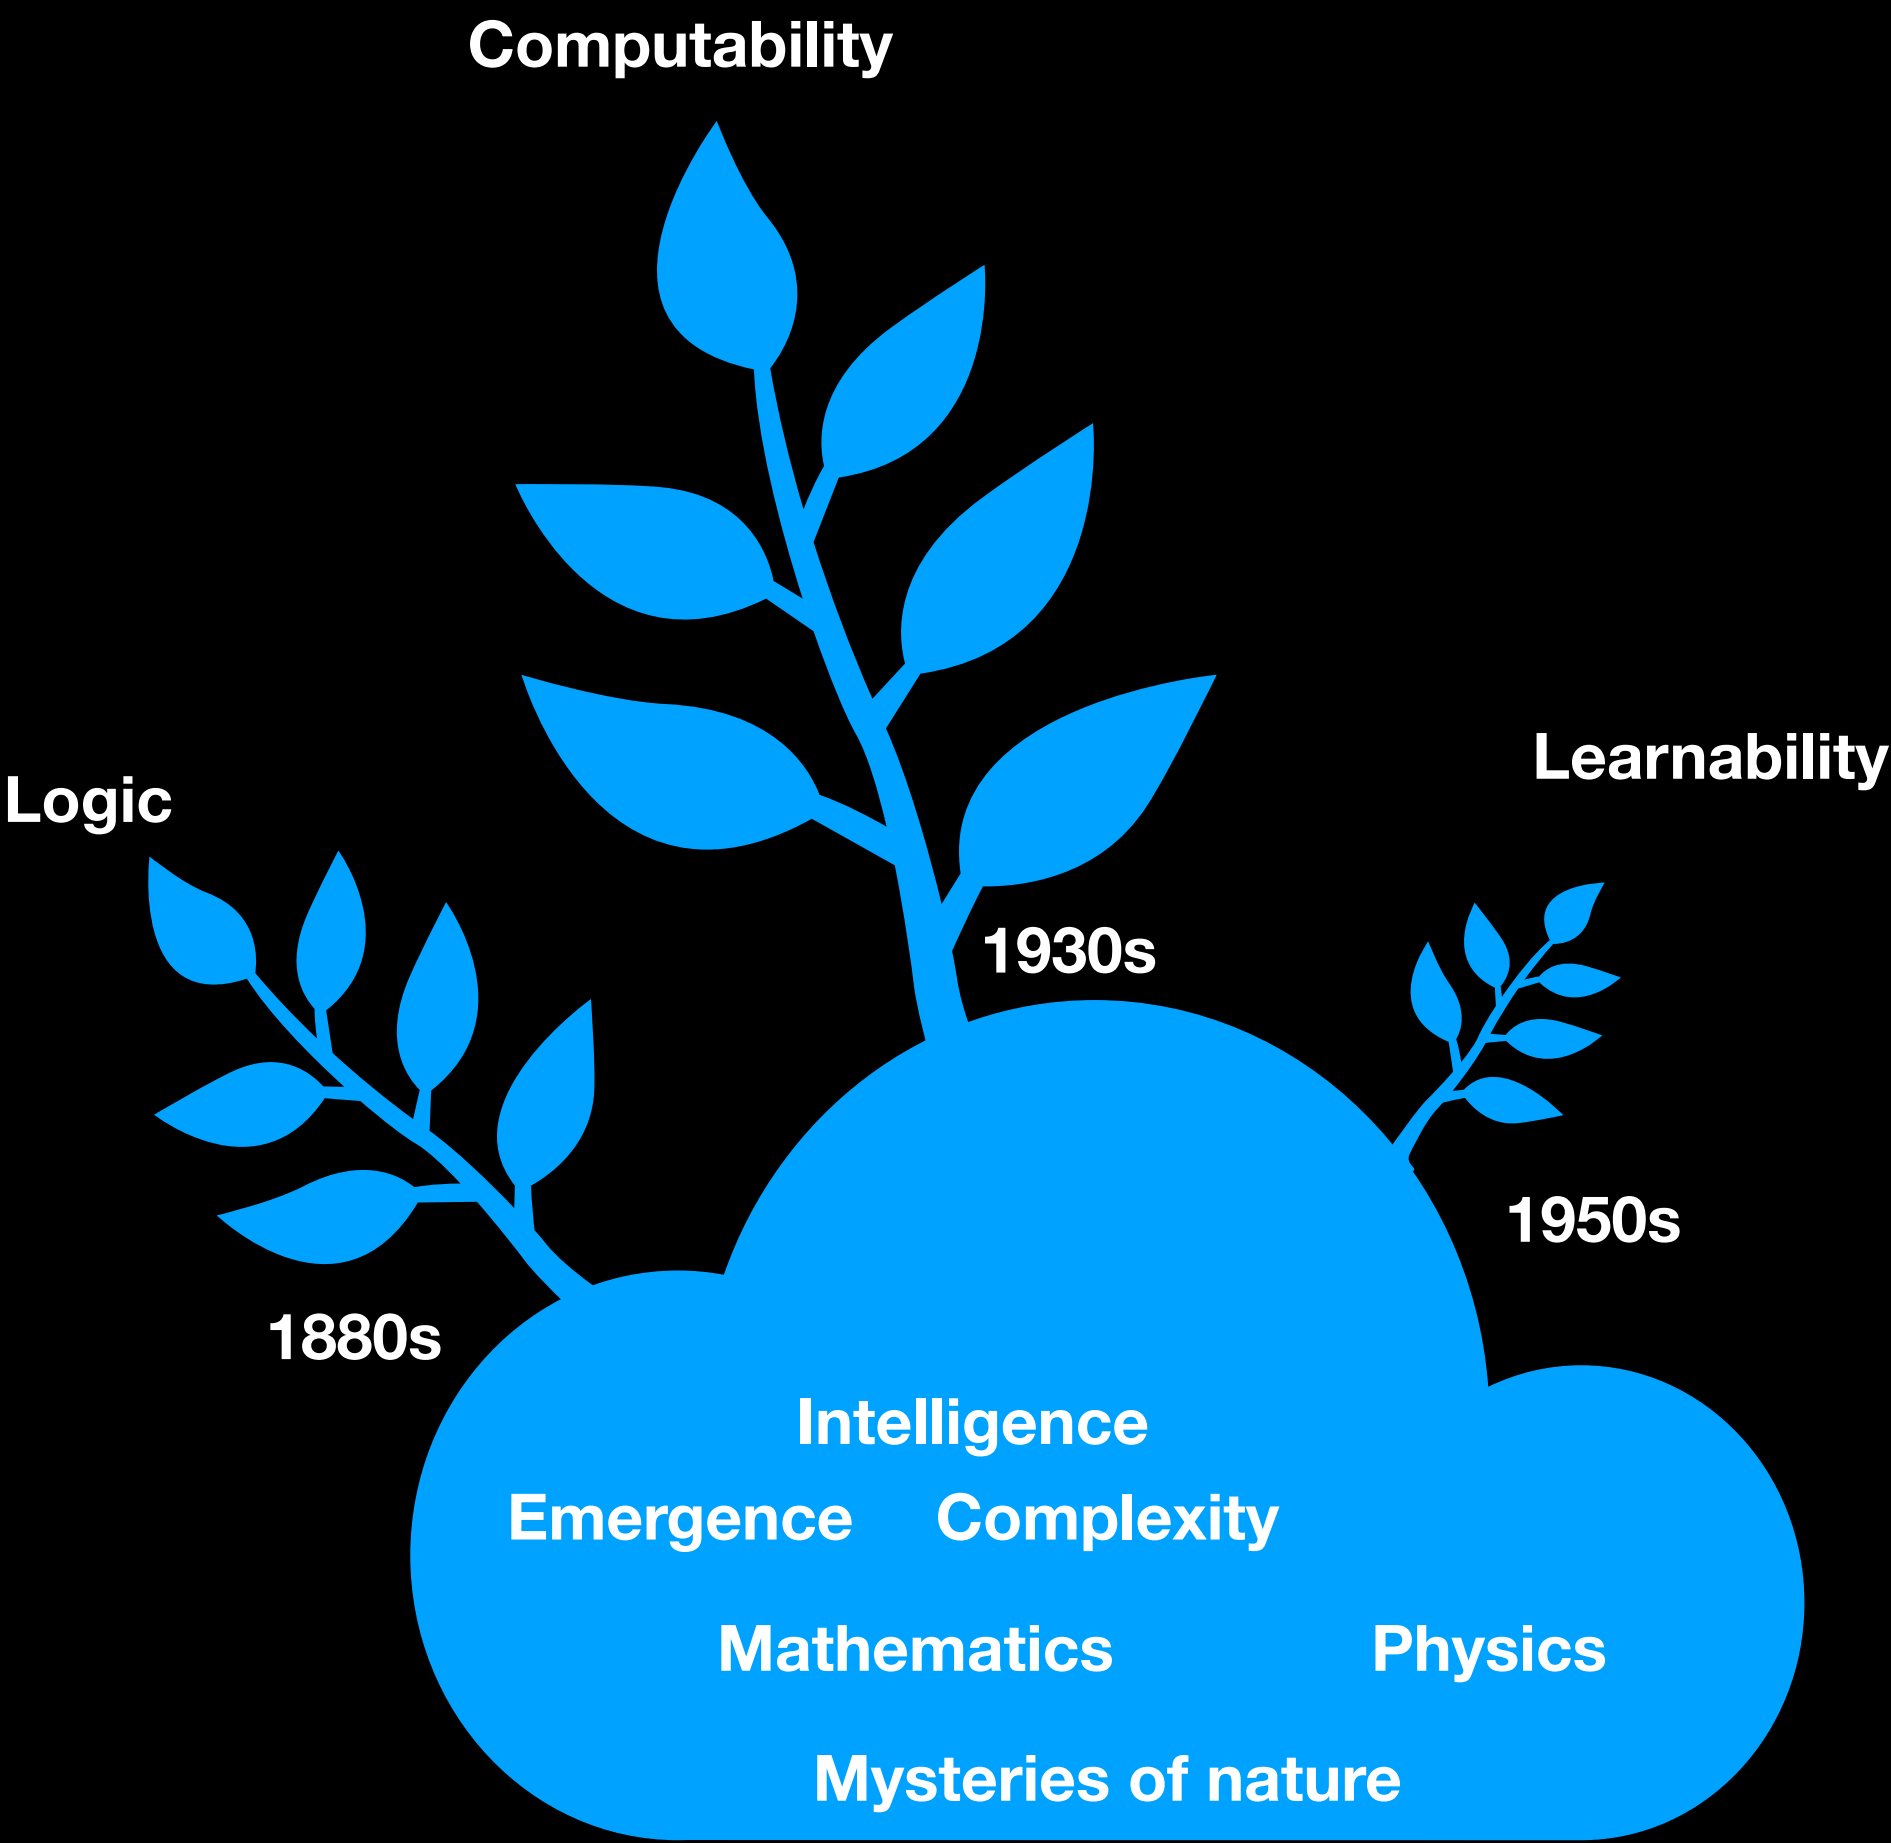 Computability
Learnability
Logic
1930s
1950s
1880s
Intelligence
Emergence Complexity
Mathematics Physics
Mysteries of nature